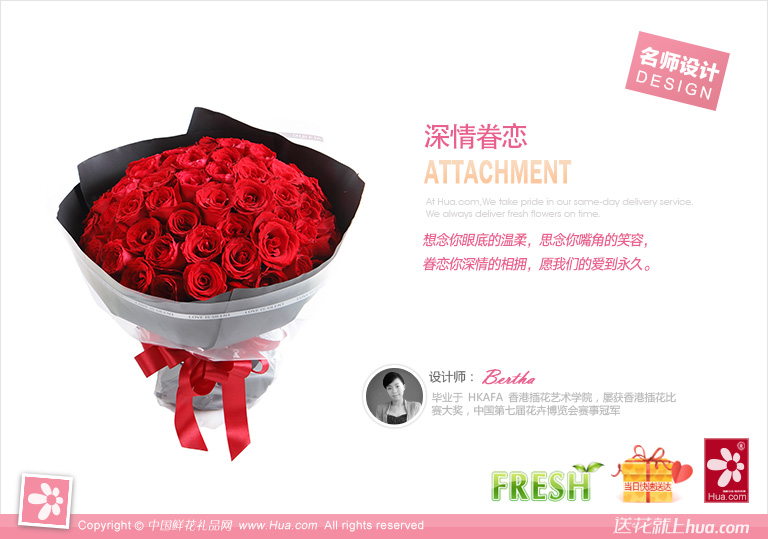 名师设计
DESIGN
深情眷恋
ATTACHMENT
At Hua.com,We take pride in our same-day delivery service.
We always deliver fresh flowers on time.
想念你眼底的温柔，思念你嘴角的笑容，
眷恋你深情的相拥，愿我们的爱到永久。
LOVE IS SILENT
设计师： Bertha
毕业于 HKAFA 香港插花艺术学院，屡获香港插花比
赛大奖，中国第七届花卉博览会赛事冠军
FRESH
当日快速送达
Hua.com
Copyright © 中国鲜花礼品网 www.Hua.com All rights reserved
送花就上hua.com